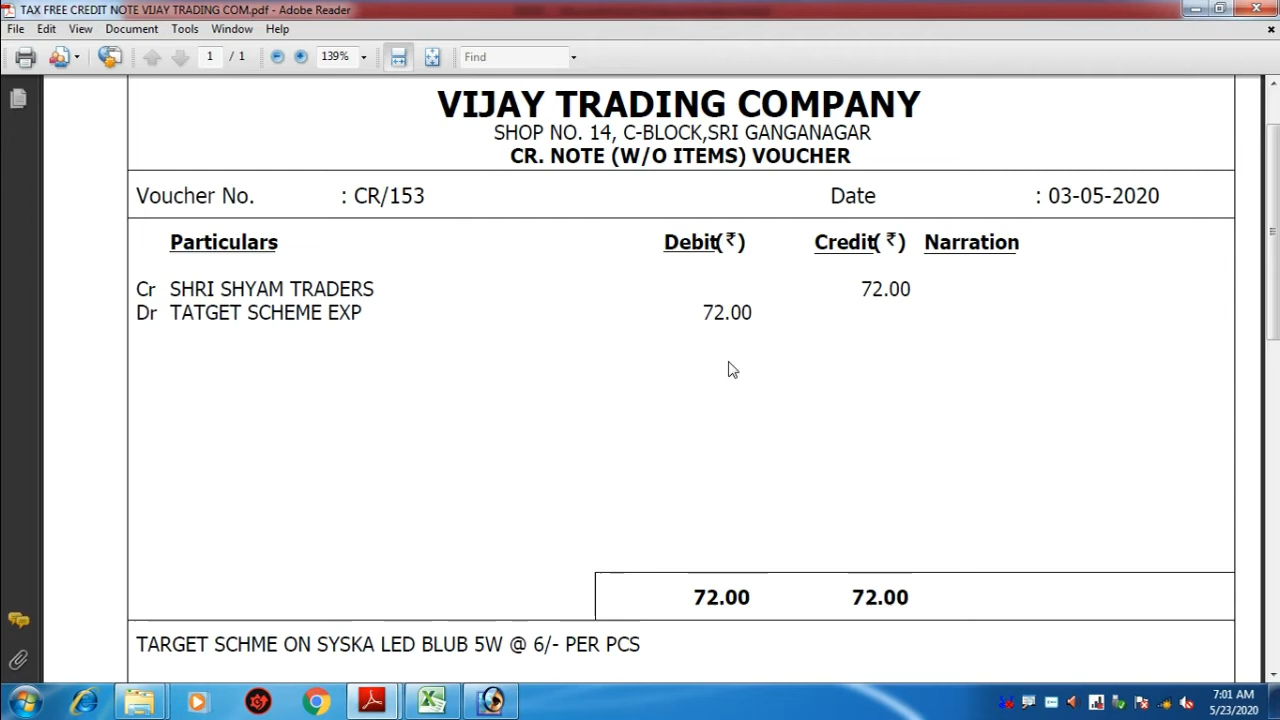 TAX FREE CREDIT NOTE VIJAY TRADING COM.pdf - Adobe Reader
File Edit View Document Tools Window Help
1 / 1 139% Find
VIJAY TRADING COMPANY
SHOP NO. 14, C-BLOCK,SRI GANGANAGAR
CR. NOTE (W/O ITEMS) VOUCHER
Voucher No. : CR/153 Date : 03-05-2020
Particulars Debit(₹) Credit(₹) Narration
Cr SHRI SHYAM TRADERS 72.00
Dr TATGET SCHEME EXP 72.00
72.00 72.00
TARGET SCHME ON SYSKA LED BLUB 5W @ 6/- PER PCS
7:01 AM
5/23/2020